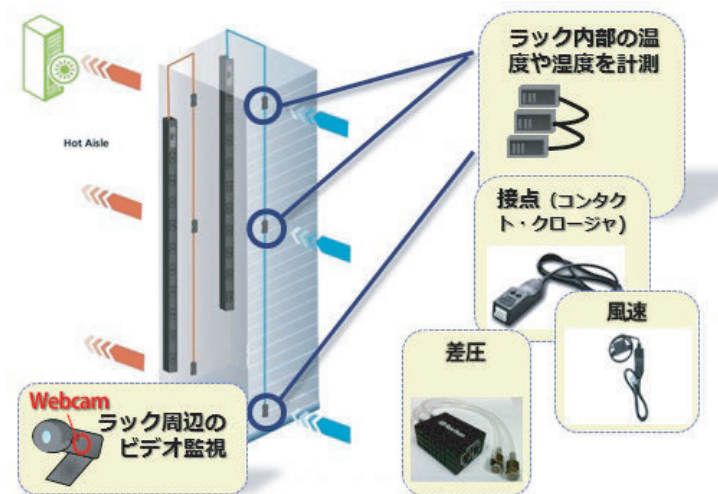 ラック内部の温
度や湿度を計測
Hot Aisle
接点（コンタク
ト・クロージャ）
風速
差圧
Webcam
ラック周辺の
ビデオ監視